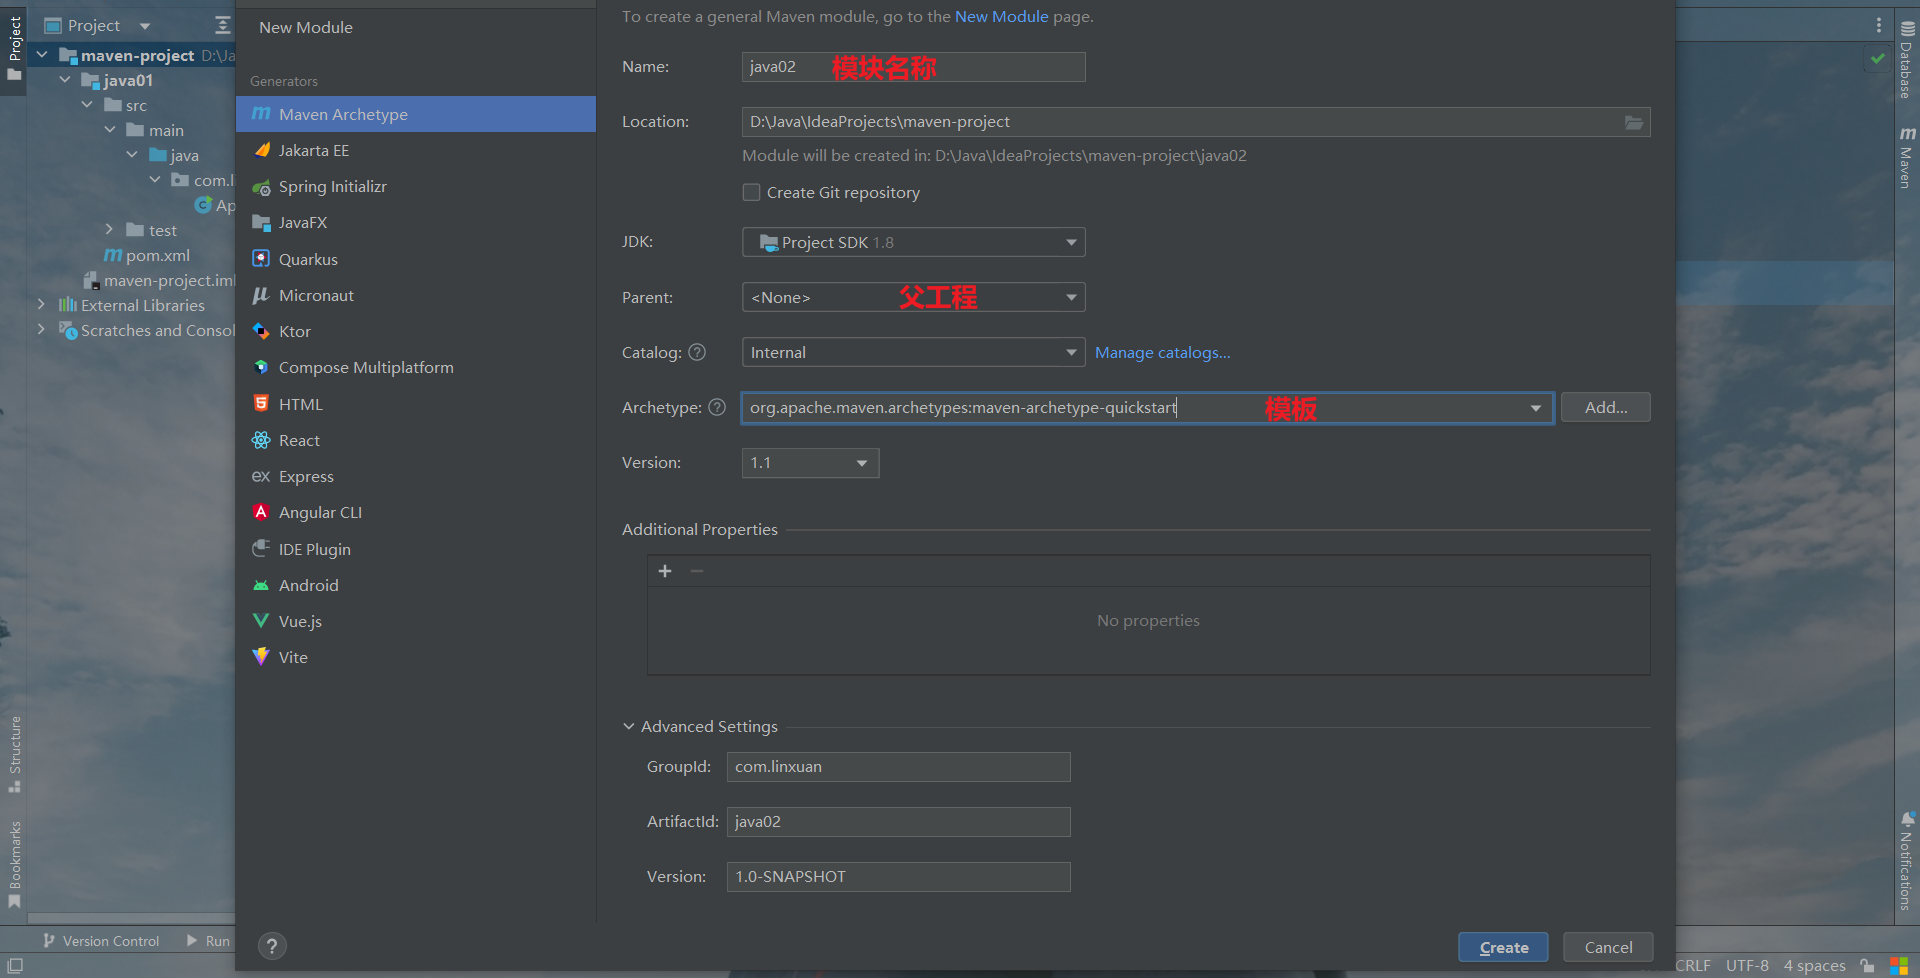 Project
Project
maven-project D:\Ja
java01
src
main
java
com.l
Ap
test
pom.xml
maven-project.iml
External Libraries
Scratches and Consol
Structure
Bookmarks
Version Control
Run
New Module
Generators
Maven Archetype
Jakarta EE
Spring Initializr
JavaFX
Quarkus
Micronaut
Ktor
Compose Multiplatform
HTML
React
Express
Angular CLI
IDE Plugin
Android
Vue.js
Vite
To create a general Maven module, go to the New Module page.
Name: java02 模块名称
Location: D:\Java\IdeaProjects\maven-project
Module will be created in: D:\Java\IdeaProjects\maven-project\java02
Create Git repository
JDK: Project SDK 1.8
Parent: <None> 父工程
Catalog: Internal Manage catalogs...
Archetype: org.apache.maven.archetypes:maven-archetype-quickstart 模板 Add...
Version: 1.1
Additional Properties
No properties
Advanced Settings
GroupId: com.linxuan
ArtifactId: java02
Version: 1.0-SNAPSHOT
Create Cancel
Database
Maven
Notifications
CRLF UTF-8 4 spaces